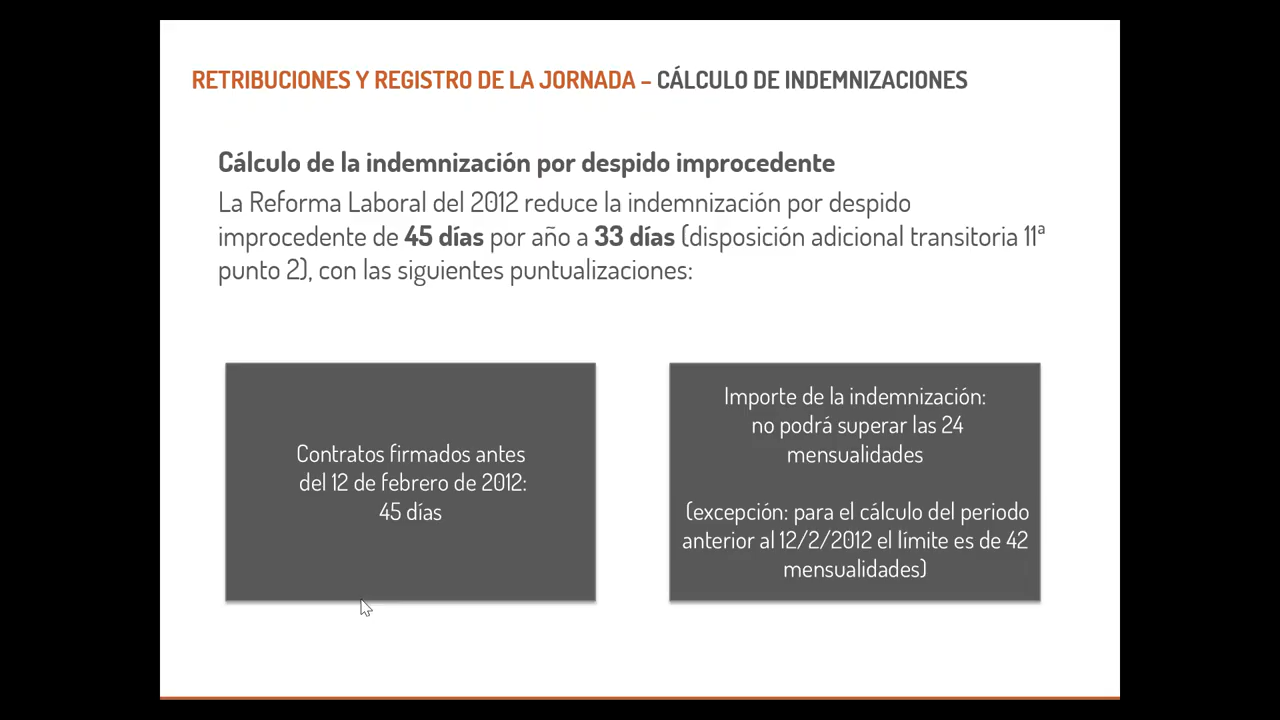 RETRIBUCIONES Y REGISTRO DE LA JORNADA – CÁLCULO DE INDEMNIZACIONES
Cálculo de la indemnización por despido improcedente
La Reforma Laboral del 2012 reduce la indemnización por despido
improcedente de 45 días por año a 33 días (disposición adicional transitoria 11ª
punto 2), con las siguientes puntualizaciones:
Contratos firmados antes
del 12 de febrero de 2012:
45 días
Importe de la indemnización:
no podrá superar las 24
mensualidades
(excepción: para el cálculo del periodo
anterior al 12/2/2012 el límite es de 42
mensualidades)